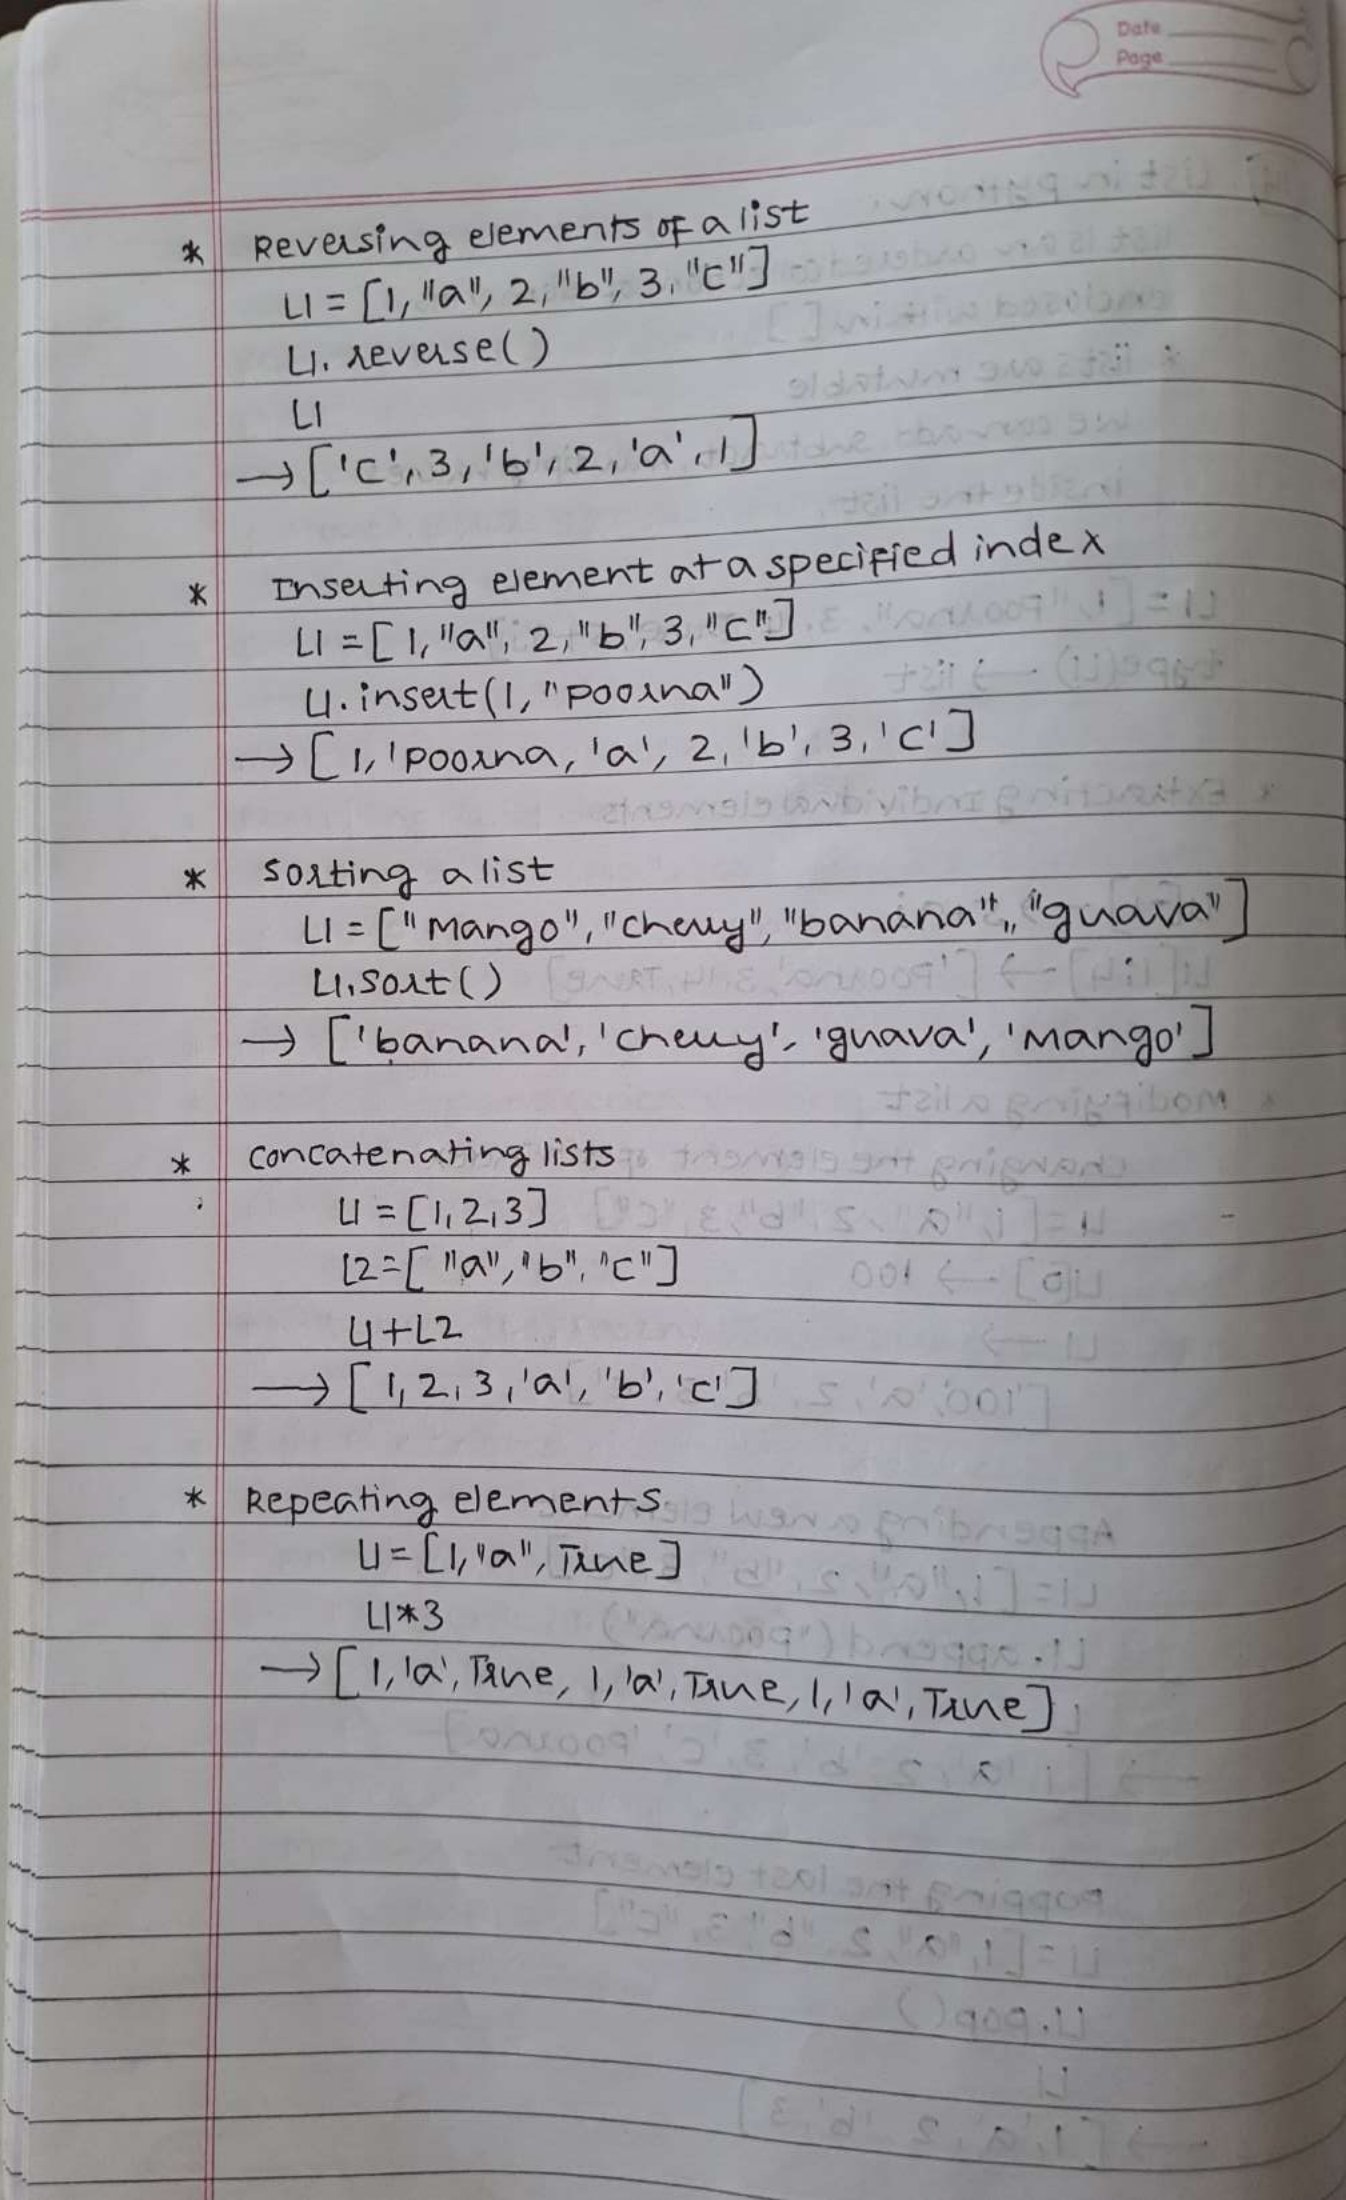 Date
Page
* Reversing elements of a list
L1 = [1, "a", 2, "b", 3, "c"]
L1. reverse()
L1
→ ['c', 3, 'b', 2, 'a', 1]
* Inserting element at a specified index
L1 = [1, "a", 2, "b", 3, "c"]
L1. insert(1, "poorna")
→ [1, 'poorna, 'a', 2, 'b', 3, 'c']
* Sorting a list
L1 = ["Mango", "cherry", "banana", "guava"]
L1.sort()
→ ['banana', 'cherry', 'guava', 'Mango']
* concatenating lists
L1 = [1, 2, 3]
L2 = ["a", "b", "c"]
L1+L2
→ [1, 2, 3, 'a', 'b', 'c']
* Repeating elements
L1 = [1, "a", True]
L1*3
→ [1, 'a', True, 1, 'a', True, 1, 'a', True]